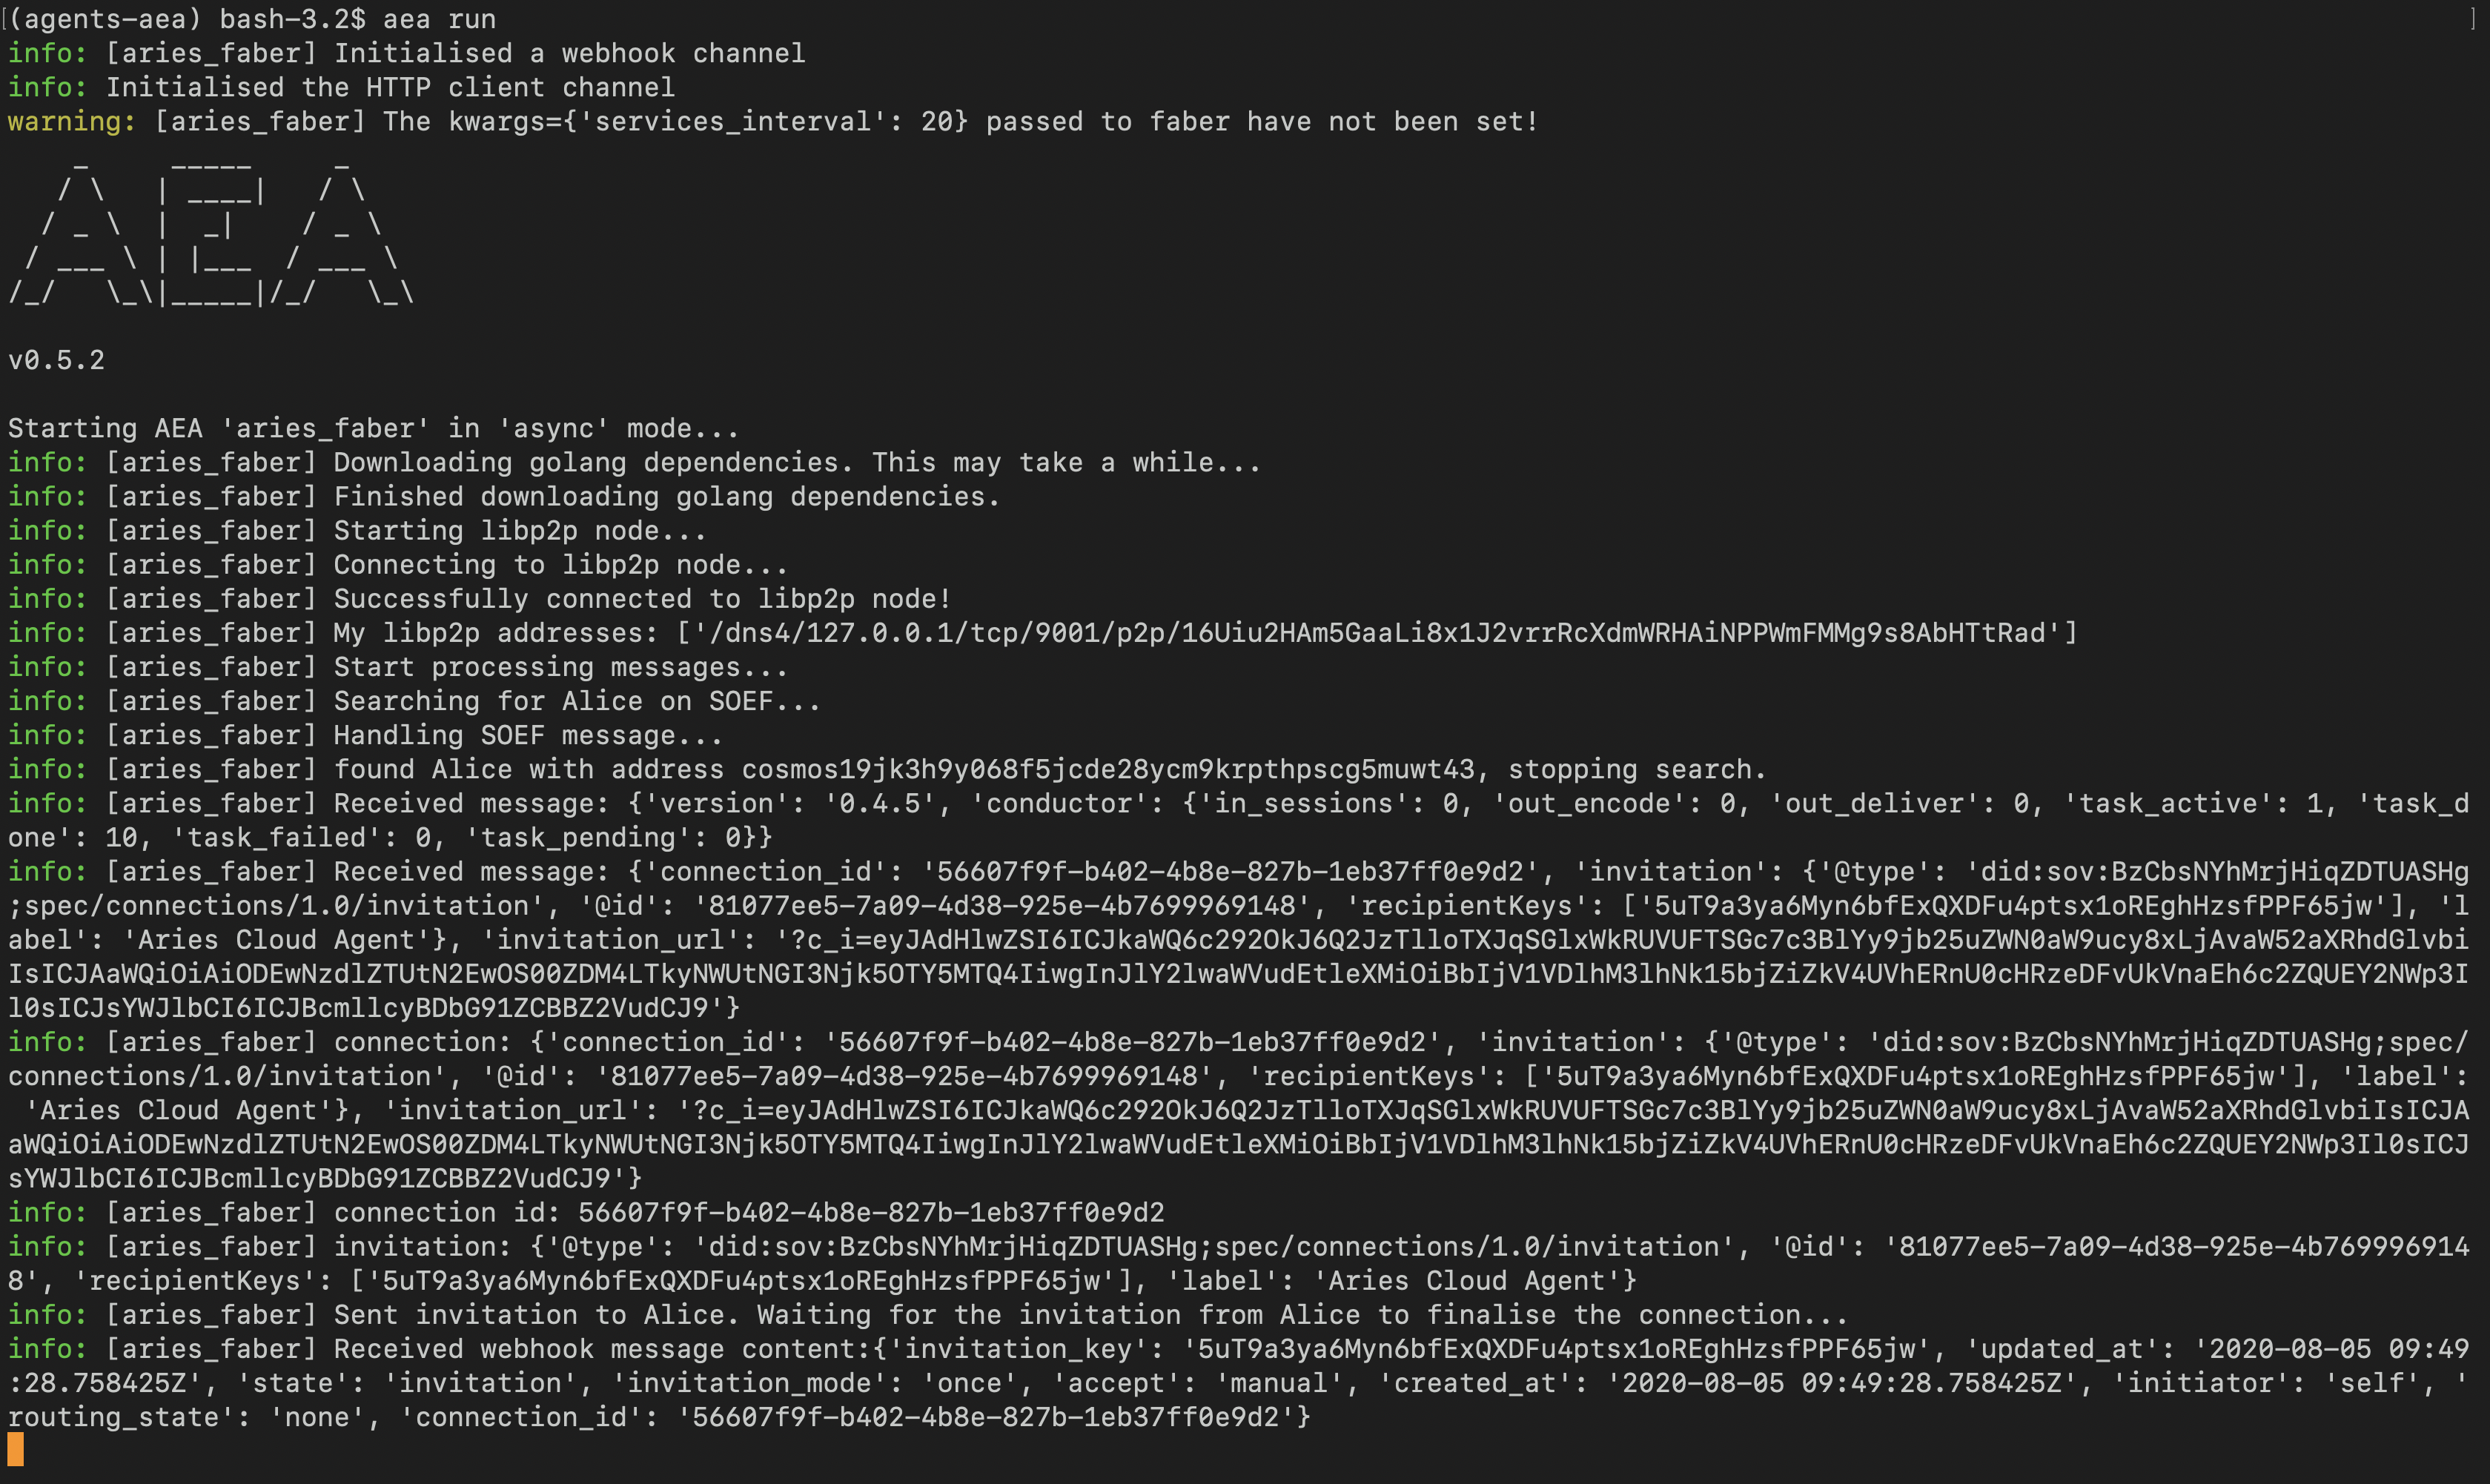 [(agents-aea) bash-3.2$ aea run ]
info: [aries_faber] Initialised a webhook channel
info: Initialised the HTTP client channel
warning: [aries_faber] The kwargs={'services_interval': 20} passed to faber have not been set!
    _     _____     _
   / \   | ____|   / \
  / _ \  |  _|    / _ \
 / ___ \ | |___  / ___ \
/_/   \_\|_____|/_/   \_\
v0.5.2
Starting AEA 'aries_faber' in 'async' mode...
info: [aries_faber] Downloading golang dependencies. This may take a while...
info: [aries_faber] Finished downloading golang dependencies.
info: [aries_faber] Starting libp2p node...
info: [aries_faber] Connecting to libp2p node...
info: [aries_faber] Successfully connected to libp2p node!
info: [aries_faber] My libp2p addresses: ['/dns4/127.0.0.1/tcp/9001/p2p/16Uiu2HAm5GaaLi8x1J2vrrRcXdmWRHAiNPPWmFMMg9s8AbHTtRad']
info: [aries_faber] Start processing messages...
info: [aries_faber] Searching for Alice on SOEF...
info: [aries_faber] Handling SOEF message...
info: [aries_faber] found Alice with address cosmos19jk3h9y068f5jcde28ycm9krpthpscg5muwt43, stopping search.
info: [aries_faber] Received message: {'version': '0.4.5', 'conductor': {'in_sessions': 0, 'out_encode': 0, 'out_deliver': 0, 'task_active': 1, 'task_d
one': 10, 'task_failed': 0, 'task_pending': 0}}
info: [aries_faber] Received message: {'connection_id': '56607f9f-b402-4b8e-827b-1eb37ff0e9d2', 'invitation': {'@type': 'did:sov:BzCbsNYhMrjHiqZDTUASHg
;spec/connections/1.0/invitation', '@id': '81077ee5-7a09-4d38-925e-4b7699969148', 'recipientKeys': ['5uT9a3ya6Myn6bfExQXDFu4ptsx1oREghHzsfPPF65jw'], 'l
abel': 'Aries Cloud Agent'}, 'invitation_url': '?c_i=eyJAdHlwZSI6ICJkaWQ6c292OkJ6Q2JzTlloTXJqSGlxWkRUVUFTSGc7c3BlYy9jb25uZWN0aW9ucy8xLjAvaW52aXRhdGlvbi
IsICJAaWQiOiAiODEwNzdlZTUtN2EwOS00ZDM4LTkyNWUtNGI3Njk5OTY5MTQ4IiwgInJlY2lwaWVudEtleXMiOiBbIjV1VDlhM3lhNk15bjZiZkV4UVhERnU0cHRzeDFvUkVnaEh6c2ZQUEY2NWp3I
l0sICJsYWJlbCI6ICJBcmllcyBDbG91ZCBBZ2VudCJ9'}
info: [aries_faber] connection: {'connection_id': '56607f9f-b402-4b8e-827b-1eb37ff0e9d2', 'invitation': {'@type': 'did:sov:BzCbsNYhMrjHiqZDTUASHg;spec/
connections/1.0/invitation', '@id': '81077ee5-7a09-4d38-925e-4b7699969148', 'recipientKeys': ['5uT9a3ya6Myn6bfExQXDFu4ptsx1oREghHzsfPPF65jw'], 'label':
 'Aries Cloud Agent'}, 'invitation_url': '?c_i=eyJAdHlwZSI6ICJkaWQ6c292OkJ6Q2JzTlloTXJqSGlxWkRUVUFTSGc7c3BlYy9jb25uZWN0aW9ucy8xLjAvaW52aXRhdGlvbiIsICJA
aWQiOiAiODEwNzdlZTUtN2EwOS00ZDM4LTkyNWUtNGI3Njk5OTY5MTQ4IiwgInJlY2lwaWVudEtleXMiOiBbIjV1VDlhM3lhNk15bjZiZkV4UVhERnU0cHRzeDFvUkVnaEh6c2ZQUEY2NWp3Il0sICJ
sYWJlbCI6ICJBcmllcyBDbG91ZCBBZ2VudCJ9'}
info: [aries_faber] connection id: 56607f9f-b402-4b8e-827b-1eb37ff0e9d2
info: [aries_faber] invitation: {'@type': 'did:sov:BzCbsNYhMrjHiqZDTUASHg;spec/connections/1.0/invitation', '@id': '81077ee5-7a09-4d38-925e-4b769996914
8', 'recipientKeys': ['5uT9a3ya6Myn6bfExQXDFu4ptsx1oREghHzsfPPF65jw'], 'label': 'Aries Cloud Agent'}
info: [aries_faber] Sent invitation to Alice. Waiting for the invitation from Alice to finalise the connection...
info: [aries_faber] Received webhook message content:{'invitation_key': '5uT9a3ya6Myn6bfExQXDFu4ptsx1oREghHzsfPPF65jw', 'updated_at': '2020-08-05 09:49
:28.758425Z', 'state': 'invitation', 'invitation_mode': 'once', 'accept': 'manual', 'created_at': '2020-08-05 09:49:28.758425Z', 'initiator': 'self', '
routing_state': 'none', 'connection_id': '56607f9f-b402-4b8e-827b-1eb37ff0e9d2'}